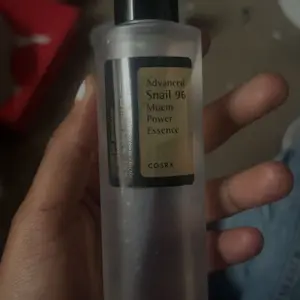 Advanced
Snail 96
Mucin
Power
Essence
COSRX